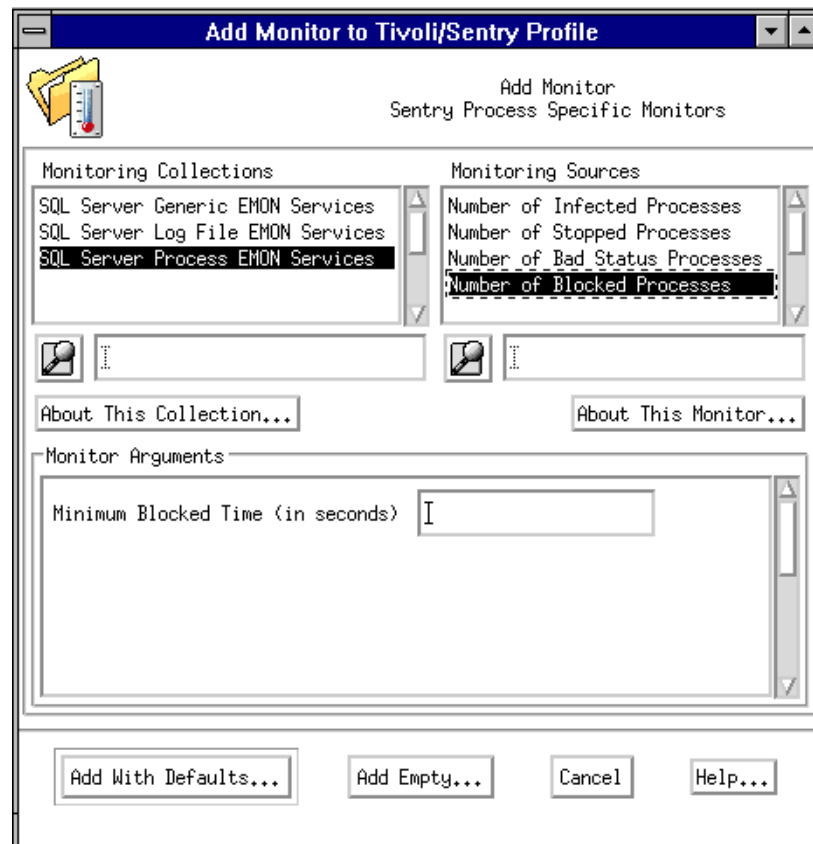 Add Monitor to Tivoli/Sentry Profile
Add Monitor
Sentry Process Specific Monitors
Monitoring Collections
SQL Server Generic EMON Services
SQL Server Log File EMON Services
SQL Server Process EMON Services
Monitoring Sources
Number of Infected Processes
Number of Stopped Processes
Number of Bad Status Processes
Number of Blocked Processes
About This Collection...
About This Monitor...
Monitor Arguments
Minimum Blocked Time (in seconds)
Add With Defaults...
Add Empty...
Cancel
Help...